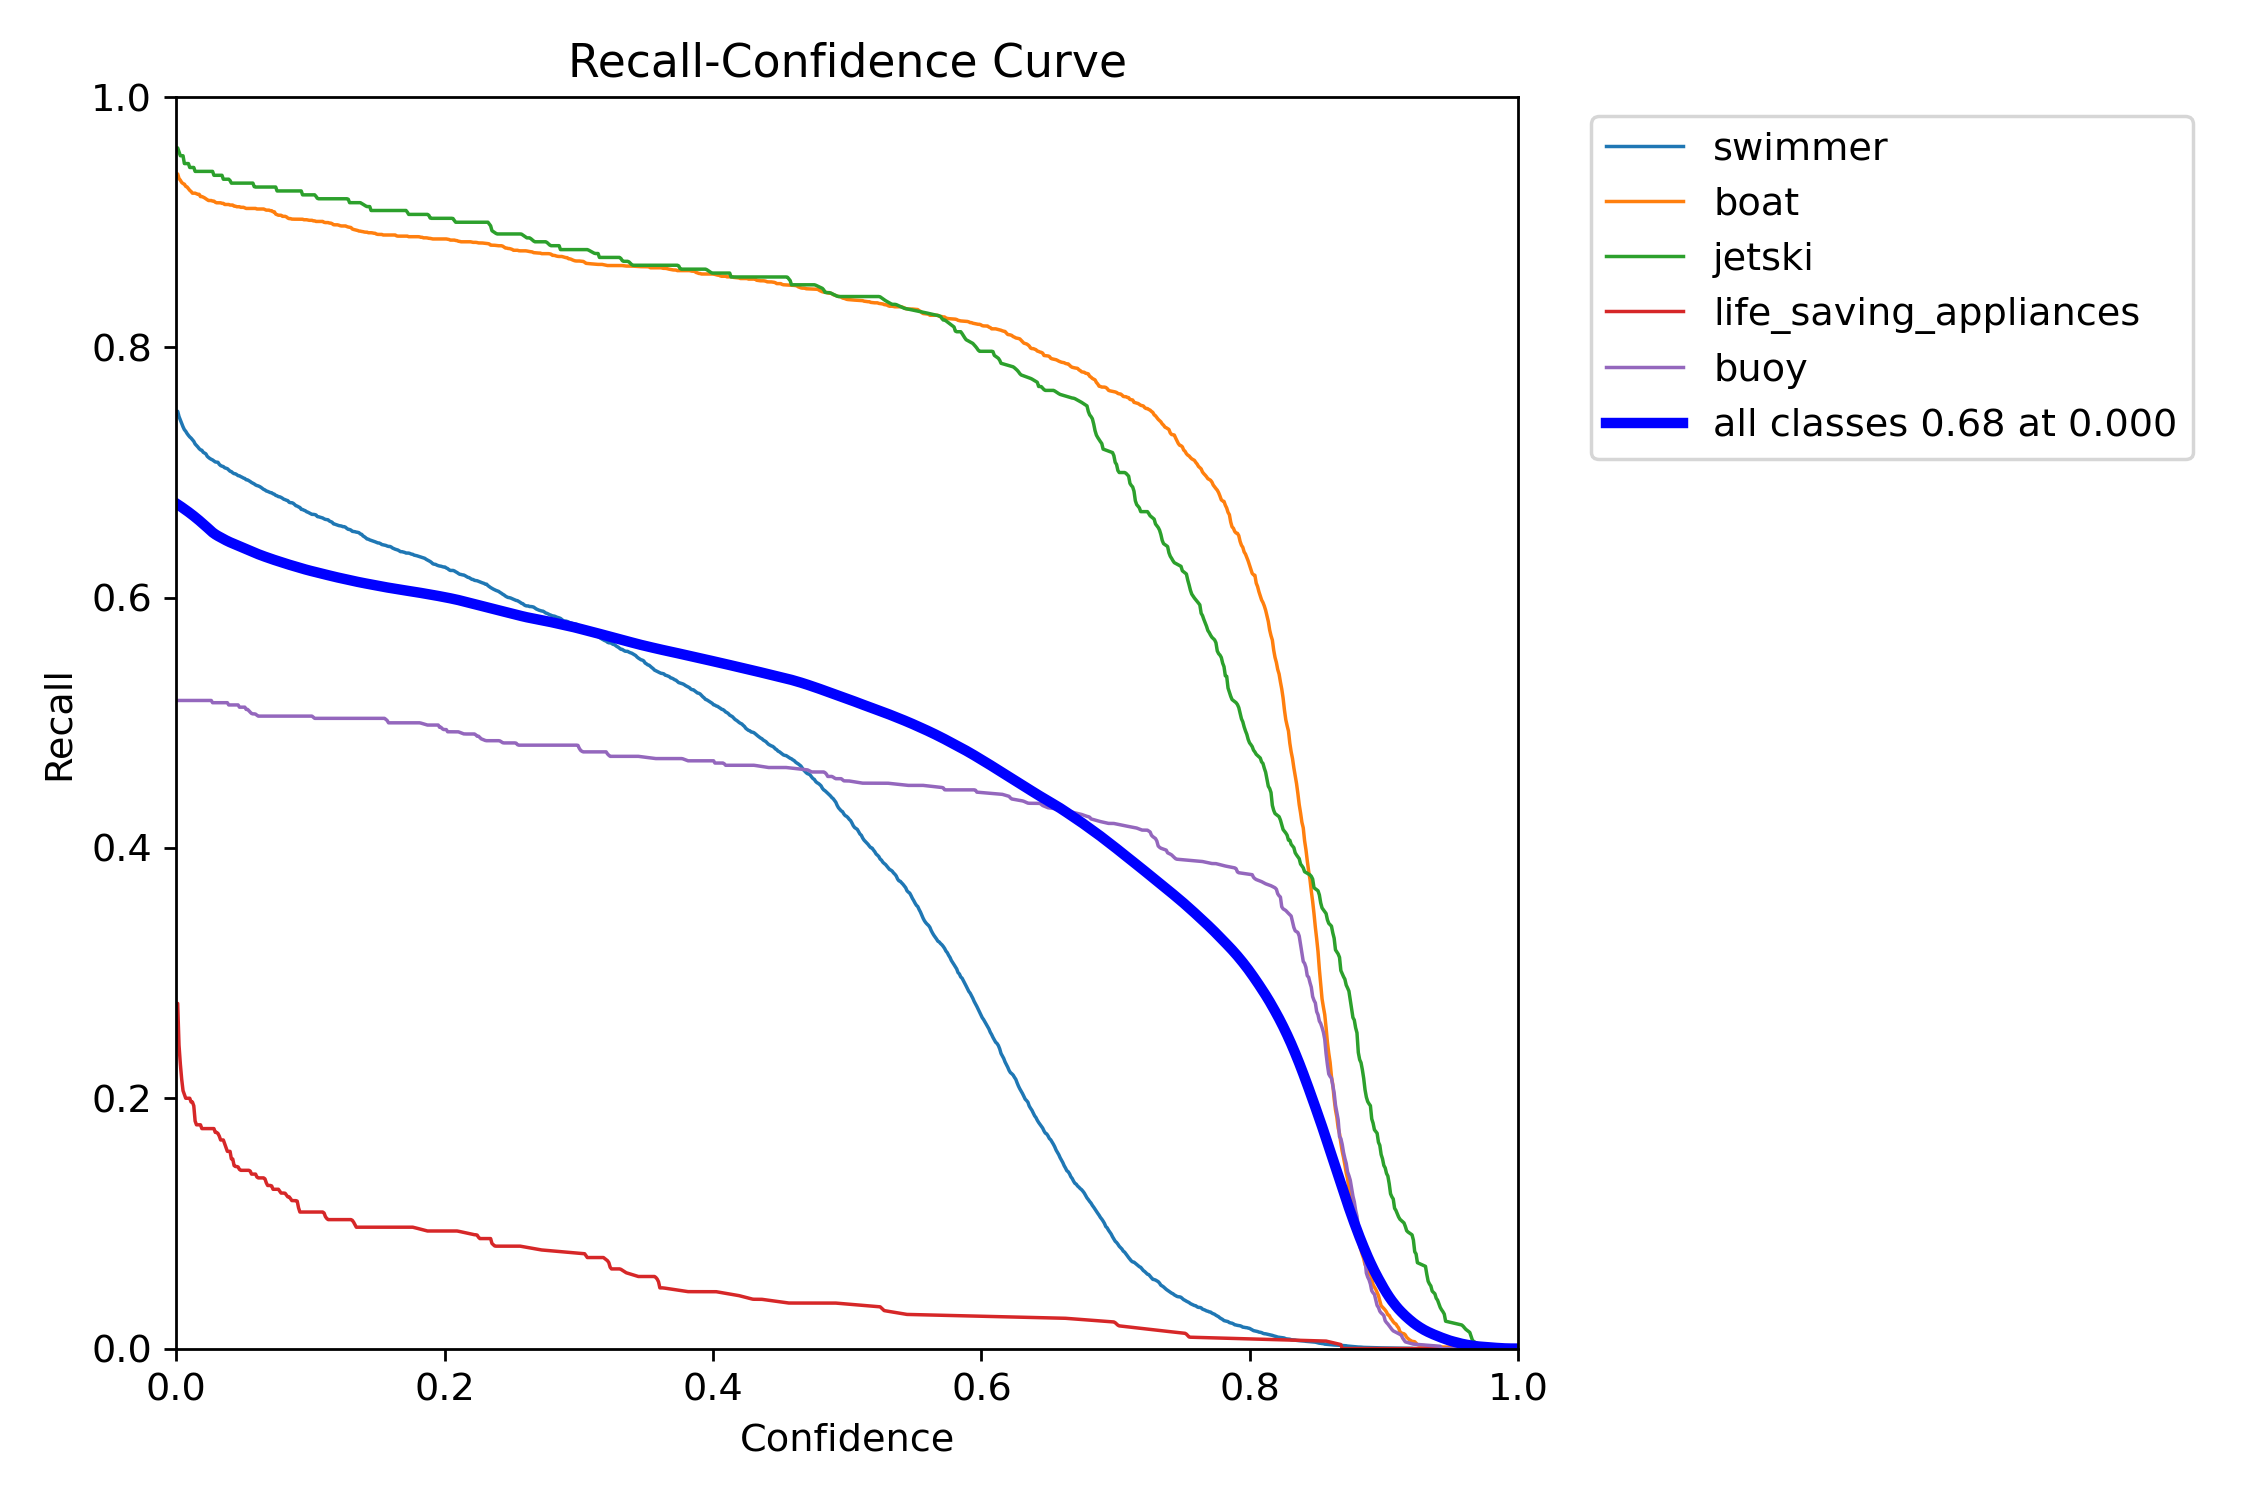 Recall-Confidence Curve
1.0
0.8
0.6
0.4
0.2
0.0
Recall
0.0 0.2 0.4 0.6 0.8 1.0
Confidence
swimmer
boat
jetski
life_saving_appliances
buoy
all classes 0.68 at 0.000